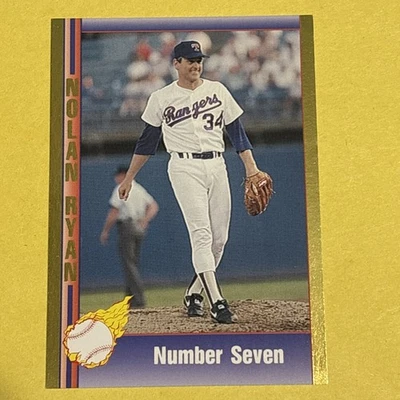 NOLAN RYAN
T
Rangers
34
Number Seven